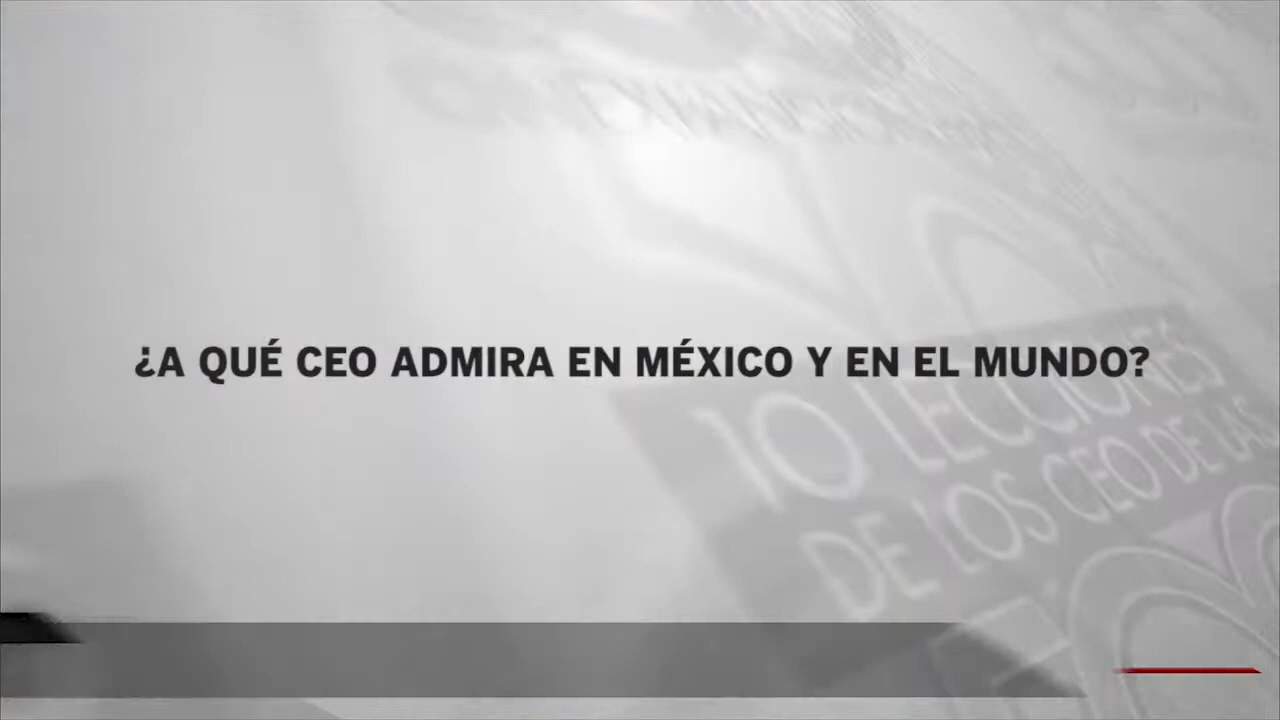 ¿A QUÉ CEO ADMIRA EN MÉXICO Y EN EL MUNDO?
10 LECCIONES
DE LOS CEO DE LAS